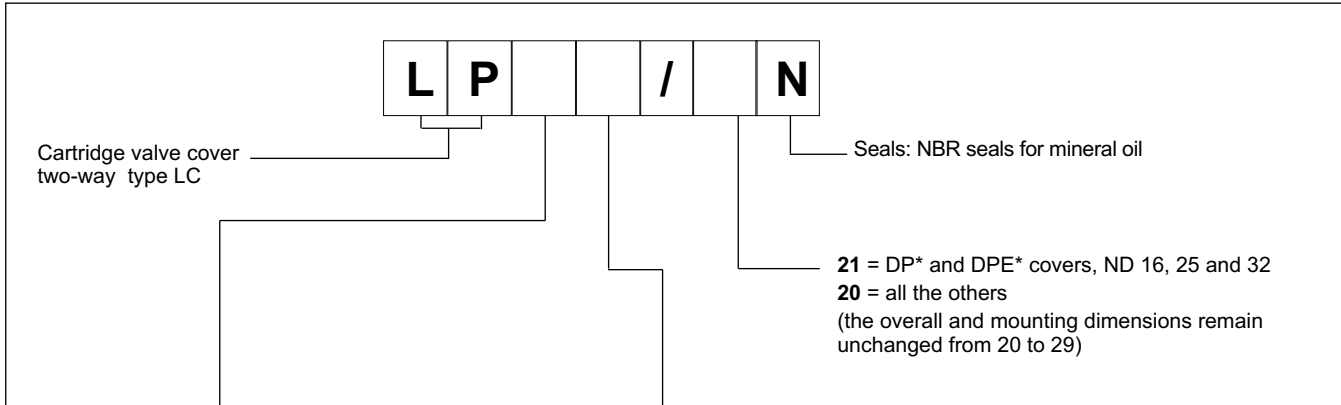 L P / N
Cartridge valve cover
two-way type LC
Seals: NBR seals for mineral oil
21 = DP* and DPE* covers, ND 16, 25 and 32
20 = all the others
(the overall and mounting dimensions remain
unchanged from 20 to 29)